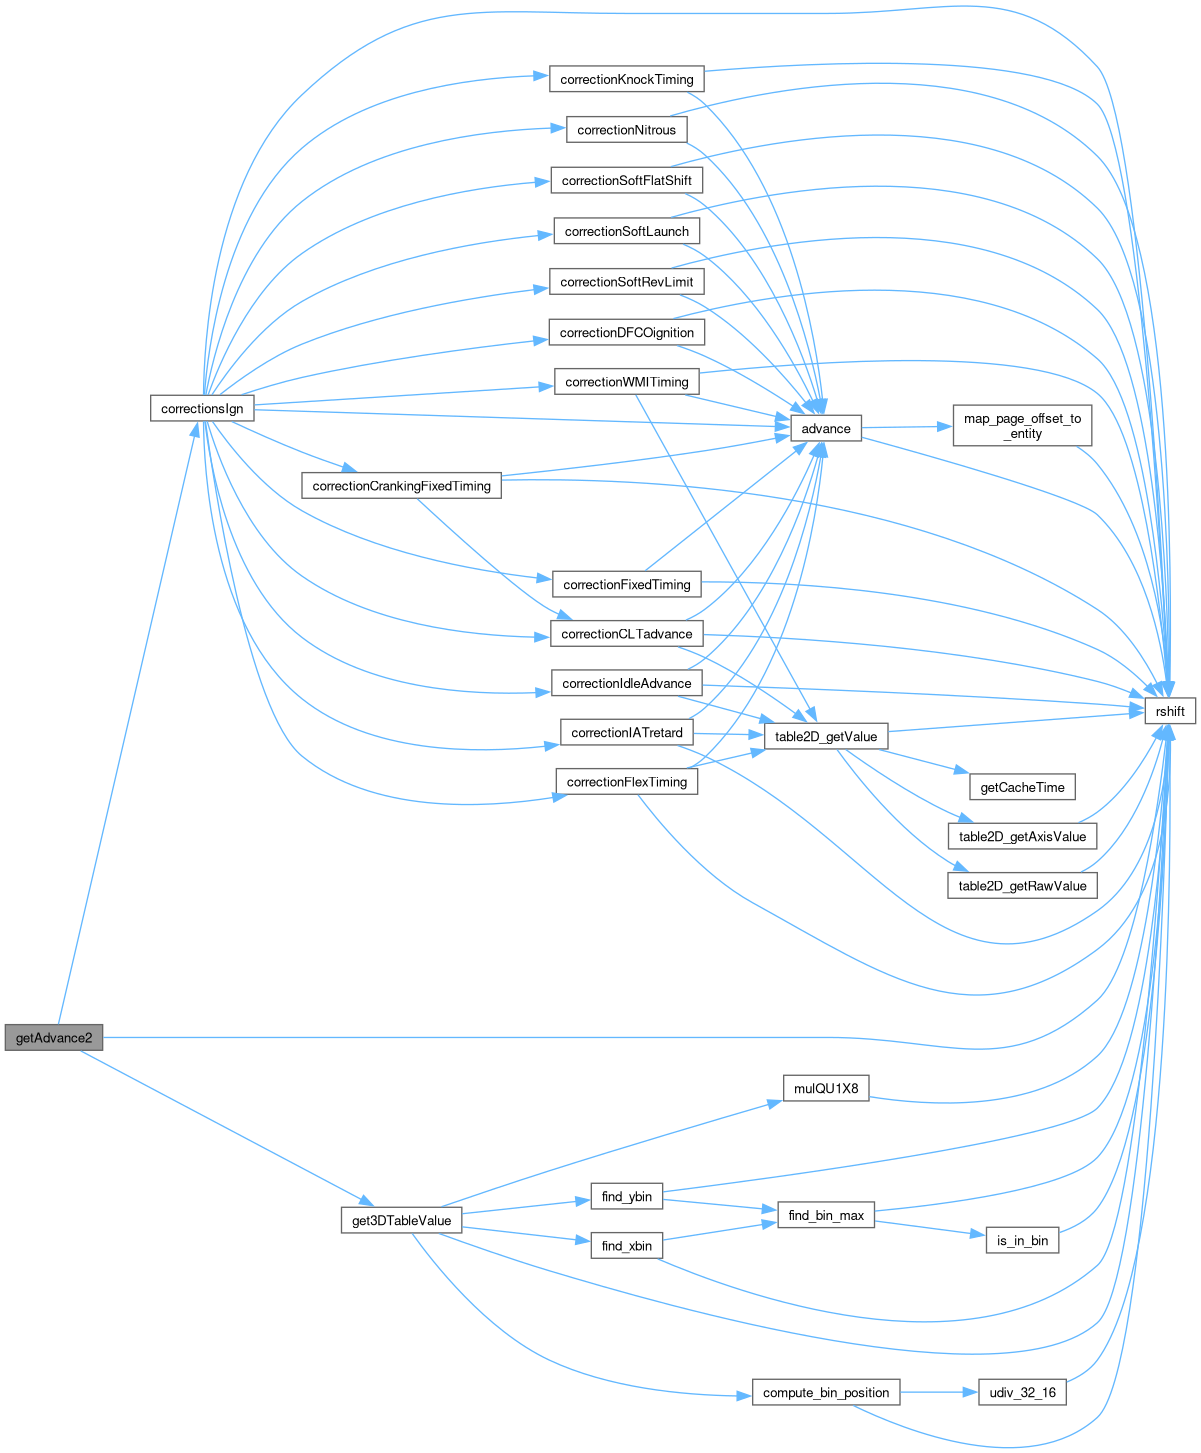 correctionKnockTiming
correctionNitrous
correctionSoftFlatShift
correctionSoftLaunch
correctionSoftRevLimit
correctionDFCOignition
correctionWMITiming
correctionsIgn
advance
map_page_offset_to
_entity
correctionCrankingFixedTiming
correctionFixedTiming
correctionCLTadvance
correctionIdleAdvance
rshift
correctionIATretard
table2D_getValue
correctionFlexTiming
getCacheTime
table2D_getAxisValue
table2D_getRawValue
getAdvance2
mulQU1X8
find_ybin
get3DTableValue
find_bin_max
find_xbin
is_in_bin
compute_bin_position
udiv_32_16